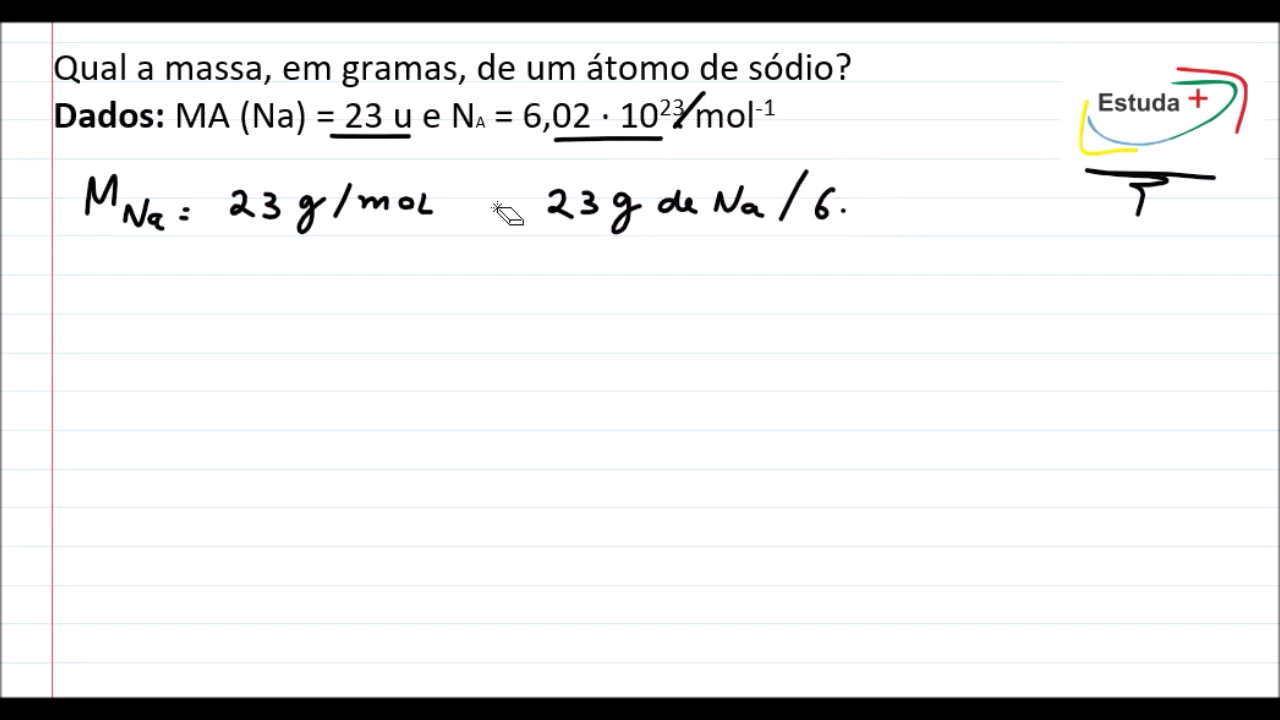 Qual a massa, em gramas, de um átomo de sódio?
Dados: MA (Na) = 23 u e Nᴀ = 6,02 · 10²³/mol⁻¹
Estuda +
M Na = 23 g/mol 23 g de Na / 6.
T